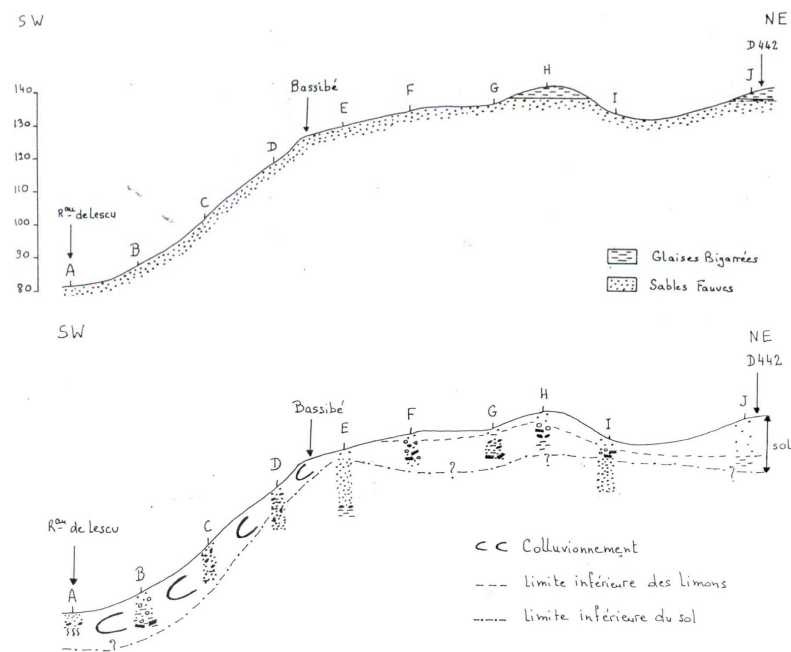 SW
NE
D442
Bassibé
H
J
F
G
I
E
D
C
B
A
140
130
120
110
100
90
80
Rau de Lescu
Glaises Bigarrées
Sables Fauves
SW
NE
D442
Bassibé
H
J
F
G
I
E
D
C
B
A
Rau de Lescu
sol
?
?
?
?
Colluvionnement
Limite inférieure des limons
Limite inférieure du sol